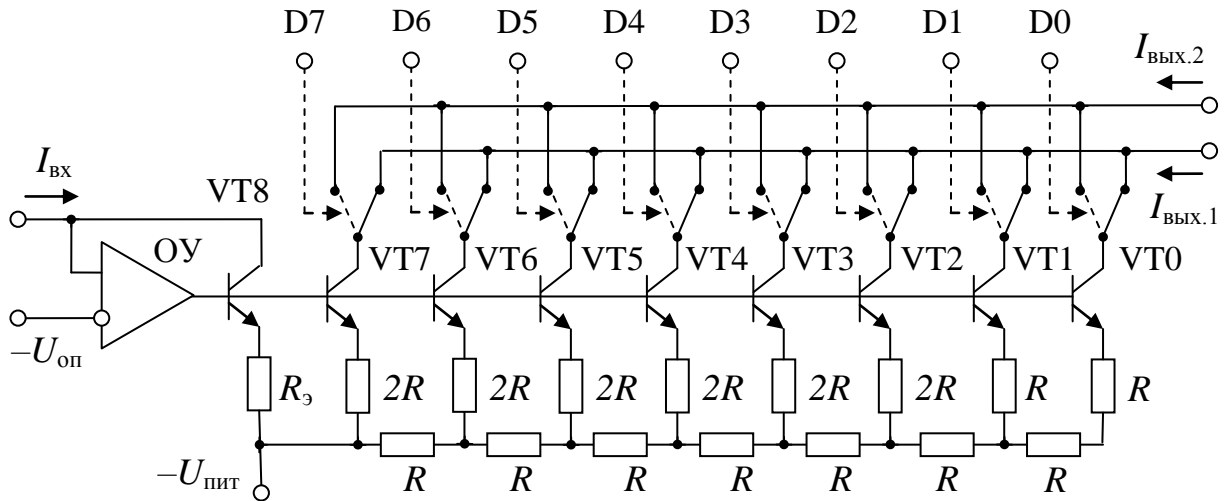 D7 D6 D5 D4 D3 D2 D1 D0
Iвых.2
Iвх
VT8
Iвых.1
ОУ
VT7 VT6 VT5 VT4 VT3 VT2 VT1 VT0
–Uоп
Rэ 2R 2R 2R 2R 2R 2R R R
–Uпит
R R R R R R R